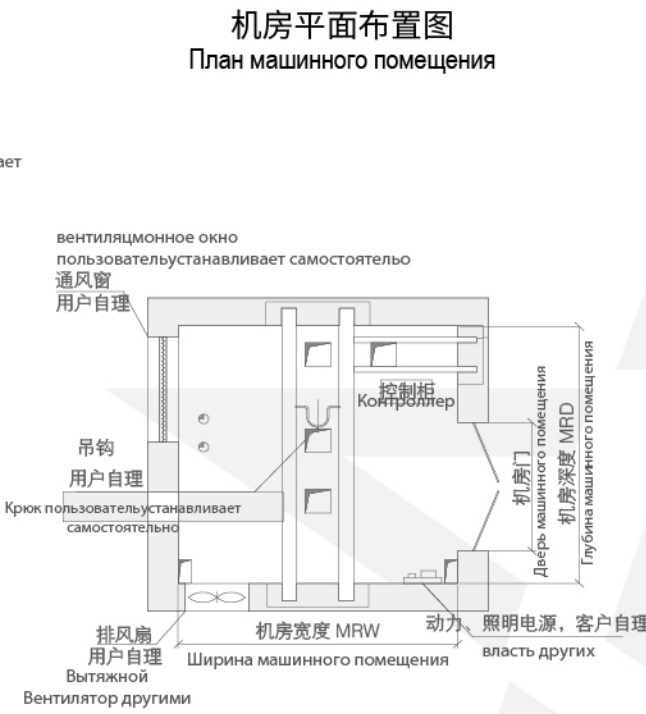 机房平面布置图
План машинного помещения
ает
вентиляцмонное окно
пользовательустанавливает самостоятельо
通风窗
用户自理
控制柜
Контроллер
吊钩
用户自理
Крюк пользовательустанавливает
самостоятельно
机房门
Дверь машинного помещения
机房深度 MRD
Глубина машинного помещения
排风扇
用户自理
Вытяжной
Вентилятор другими
机房宽度 MRW
Ширина машинного помещения
动力、照明电源，客户自理
власть других